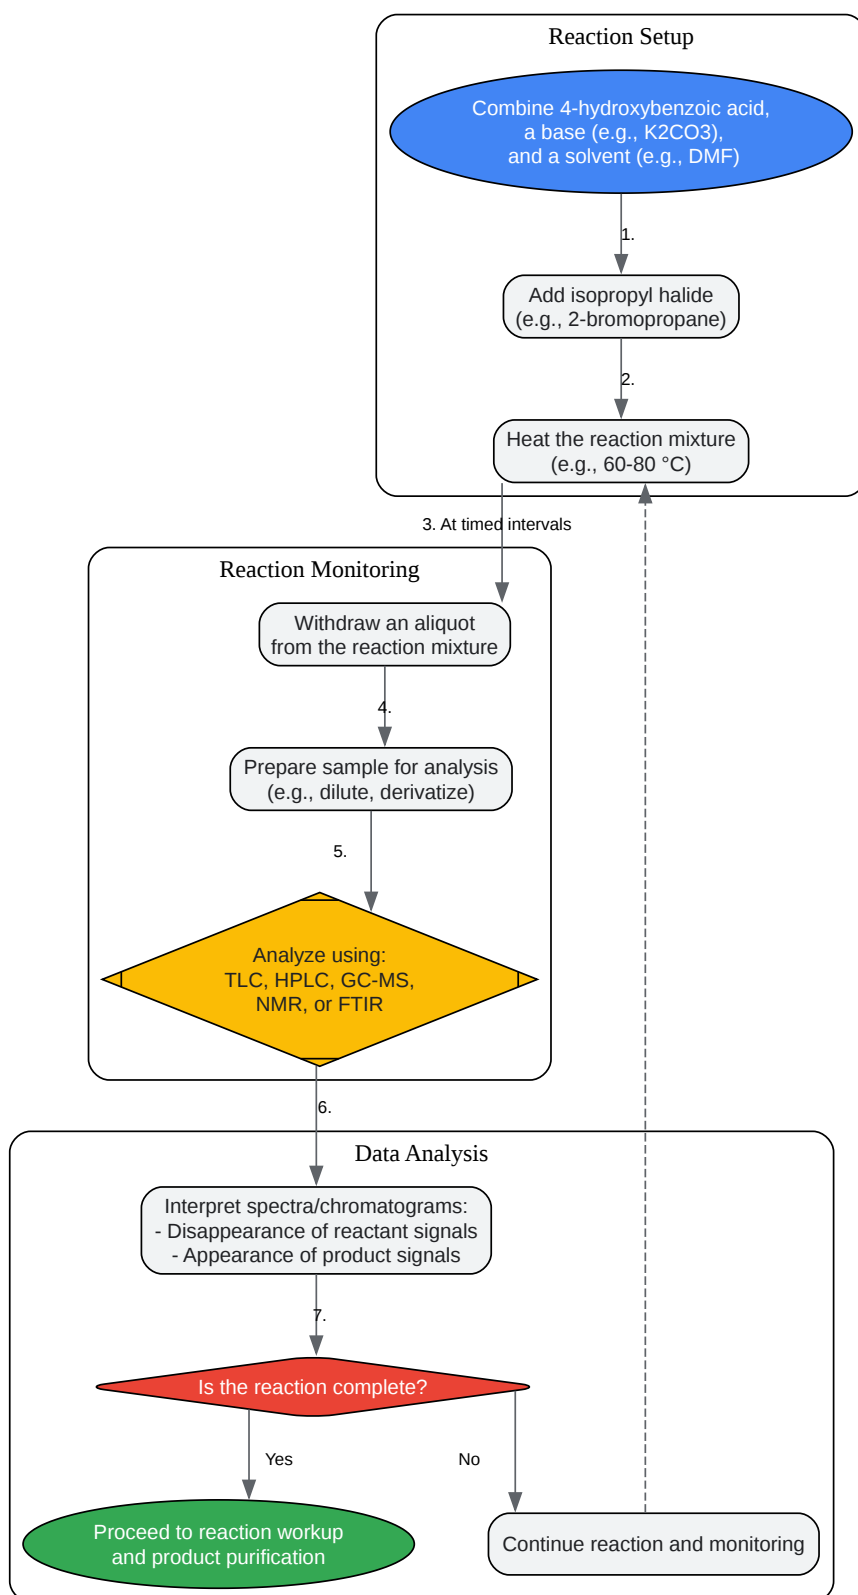 Reaction Setup
Combine 4-hydroxybenzoic acid,
a base (e.g., K2CO3),
and a solvent (e.g., DMF)
1.
Add isopropyl halide
(e.g., 2-bromopropane)
2.
Heat the reaction mixture
(e.g., 60-80 °C)
3. At timed intervals
Reaction Monitoring
Withdraw an aliquot
from the reaction mixture
4.
Prepare sample for analysis
(e.g., dilute, derivatize)
5.
Analyze using:
TLC, HPLC, GC-MS,
NMR, or FTIR
6.
Data Analysis
Interpret spectra/chromatograms:
- Disappearance of reactant signals
- Appearance of product signals
7.
Is the reaction complete?
Yes
No
Proceed to reaction workup
and product purification
Continue reaction and monitoring